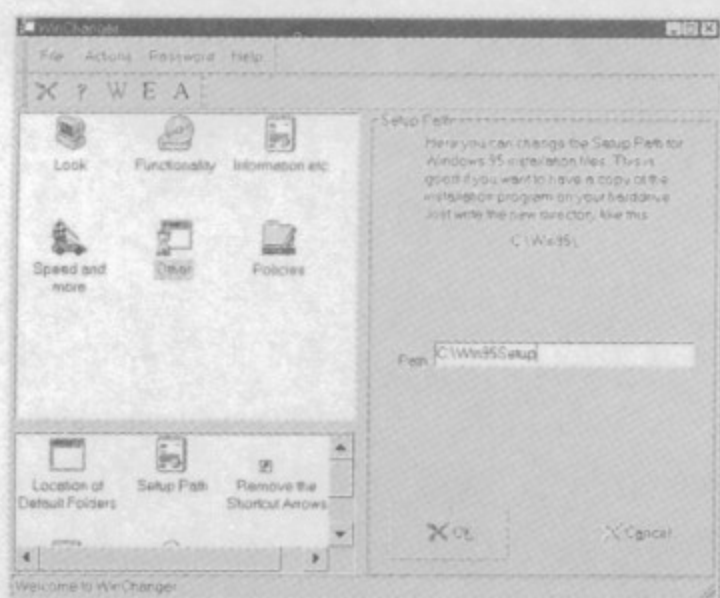 WinChanger
File Actions Password Help
X ? W E A
Look
Functionality
Information etc
Speed and
more
Other
Policies
Location of
Default Folders
Setup Path
Remove the
Shortcut Arrows
Setup Path
Here you can change the Setup Path for
Windows 95 installation files. This is
good if you want to have a copy of the
installation program on your harddrive.
Just write the new directory, like this
C:\Win95\
Path
C:\Win95Setup
OK
Cancel
Welcome to WinChanger